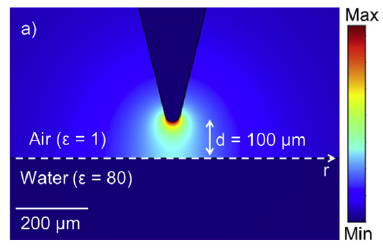 a)
Max
Air (ε = 1)
d = 100 μm
r
Water (ε = 80)
200 μm
Min